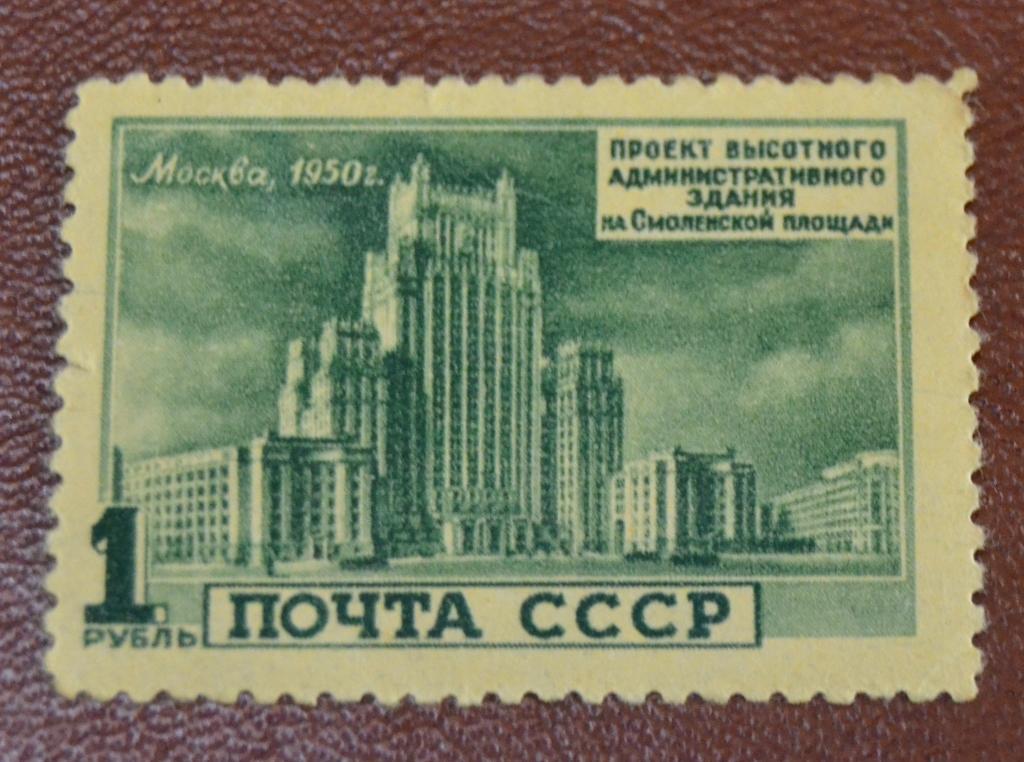 Москва, 1950г.
ПРОЕКТ ВЫСОТНОГО
АДМИНИСТРАТИВНОГО
ЗДАНИЯ
НА СМОЛЕНСКОЙ ПЛОЩАДИ
1
РУБЛЬ
ПОЧТА СССР